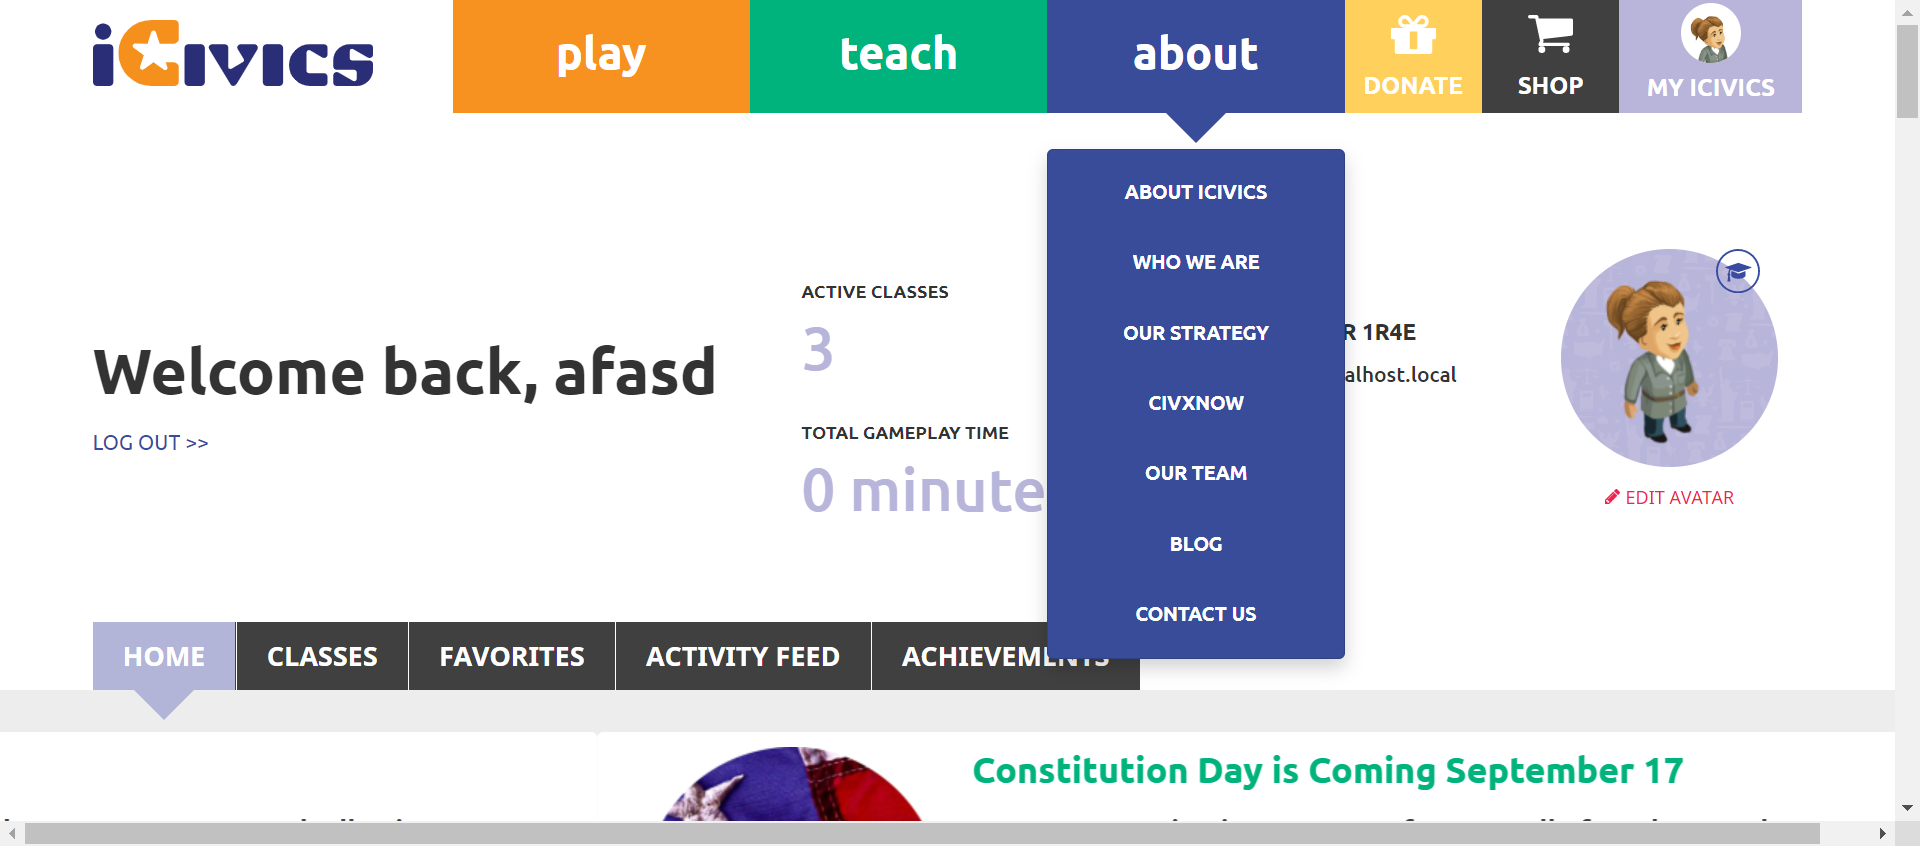 iCivics
play
teach
about
DONATE
SHOP
MY ICIVICS
ABOUT ICIVICS
WHO WE ARE
OUR STRATEGY
CIVXNOW
OUR TEAM
BLOG
CONTACT US
Welcome back, afasd
LOG OUT >>
ACTIVE CLASSES
3
TOTAL GAMEPLAY TIME
0 minute
R 1R4E
alhost.local
EDIT AVATAR
HOME
CLASSES
FAVORITES
ACTIVITY FEED
ACHIEVEMENTS
Constitution Day is Coming September 17